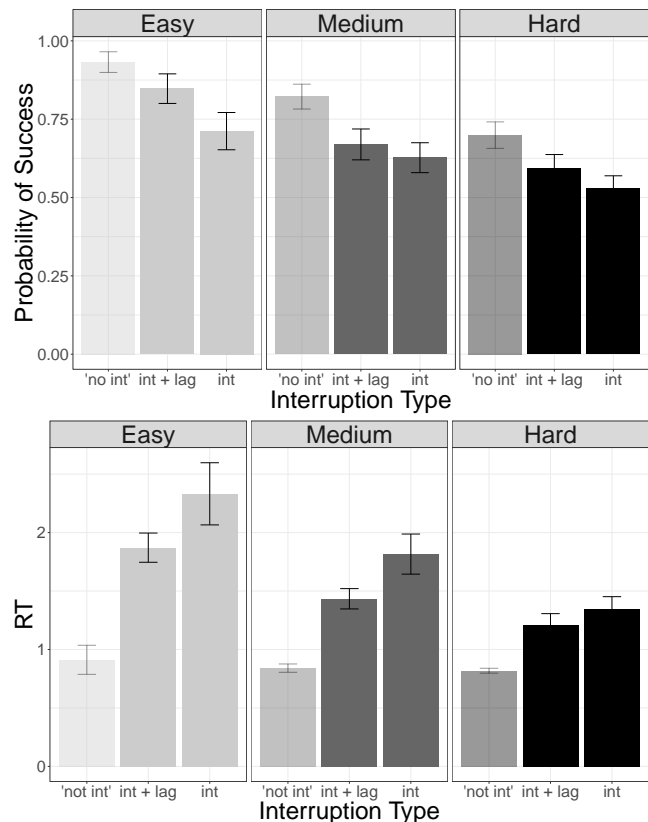 Easy Medium Hard
1.00
0.75
0.50
0.25
0.00
Probability of Success
'no int' int + lag int 'no int' int + lag int 'no int' int + lag int
Interruption Type
Easy Medium Hard
2
1
0
RT
'not int' int + lag int 'not int' int + lag int 'not int' int + lag int
Interruption Type